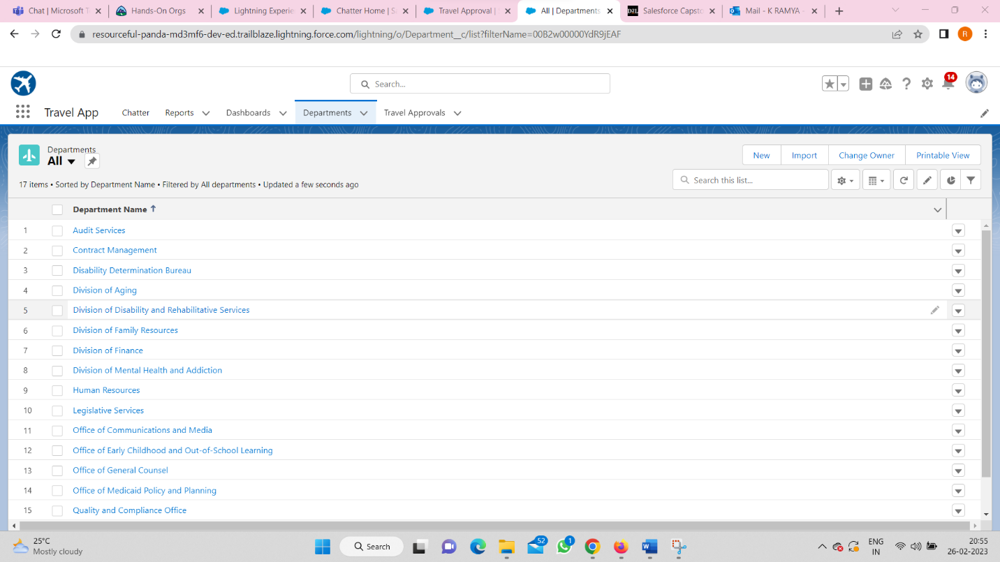 Chat | Microsoft T
Hands-On Orgs
Lightning Experie
Chatter Home | S
Travel Approval |
All | Departments
D2L
Salesforce Capsto
Mail - K RAMYA -
resourceful-panda-md3mf6-dev-ed.trailblaze.lightning.force.com/lightning/o/Department__c/list?filterName=00B2w00000YdR9jEAF
R
Search...
14
Travel App
Chatter
Reports
Dashboards
Departments
Travel Approvals
Departments
All
New
Import
Change Owner
Printable View
17 items • Sorted by Department Name • Filtered by All departments • Updated a few seconds ago
Search this list...
Department Name
1 Audit Services
2 Contract Management
3 Disability Determination Bureau
4 Division of Aging
5 Division of Disability and Rehabilitative Services
6 Division of Family Resources
7 Division of Finance
8 Division of Mental Health and Addiction
9 Human Resources
10 Legislative Services
11 Office of Communications and Media
12 Office of Early Childhood and Out-of-School Learning
13 Office of General Counsel
14 Office of Medicaid Policy and Planning
15 Quality and Compliance Office
25°C
Mostly cloudy
Search
52
1
W
ENG
IN
20:55
26-02-2023